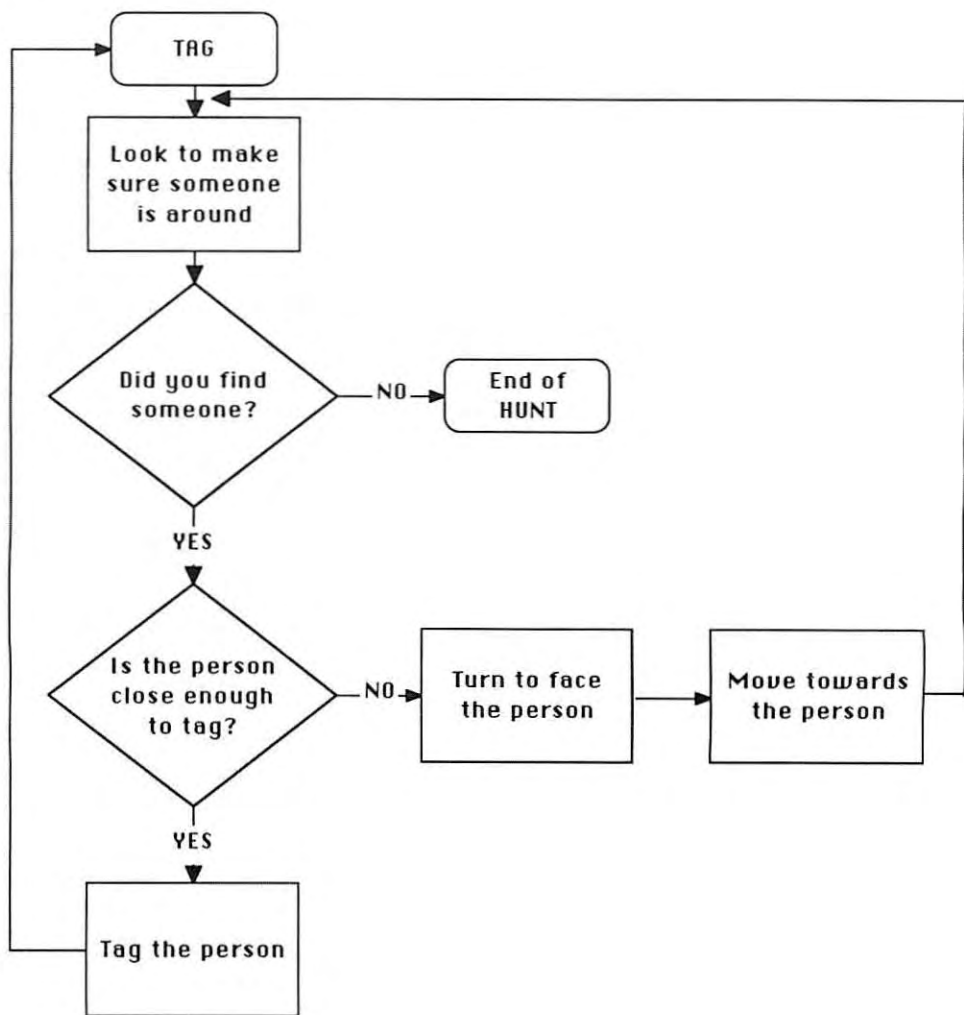 TAG
Look to make
sure someone
is around
Did you find
someone?
NO
End of
HUNT
YES
Is the person
close enough
to tag?
NO
Turn to face
the person
Move towards
the person
YES
Tag the person